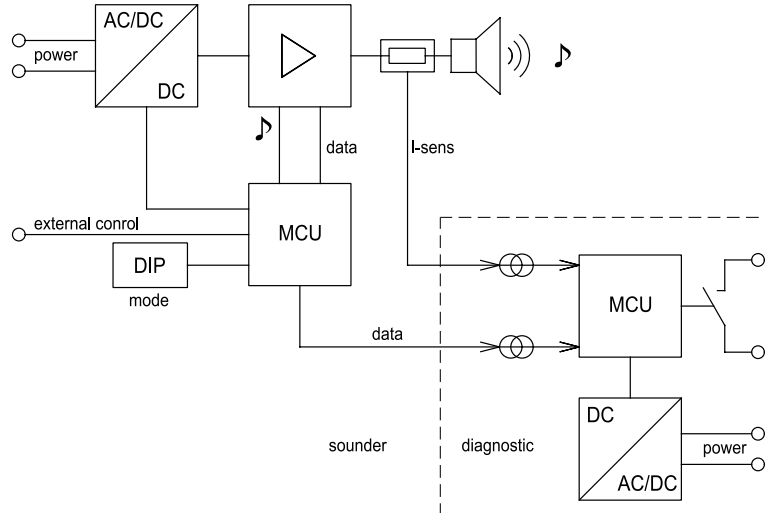 AC/DC
power
DC
data
I-sens
external conrol
MCU
DIP
mode
MCU
data
DC
sounder
diagnostic
power
AC/DC